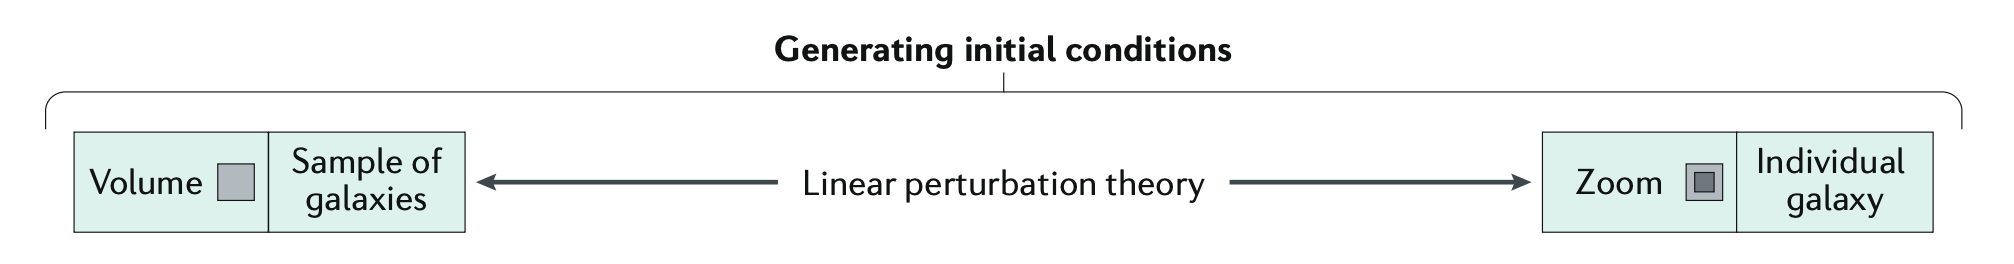 Generating initial conditions
Volume
Sample of
galaxies
Linear perturbation theory
Zoom
Individual
galaxy